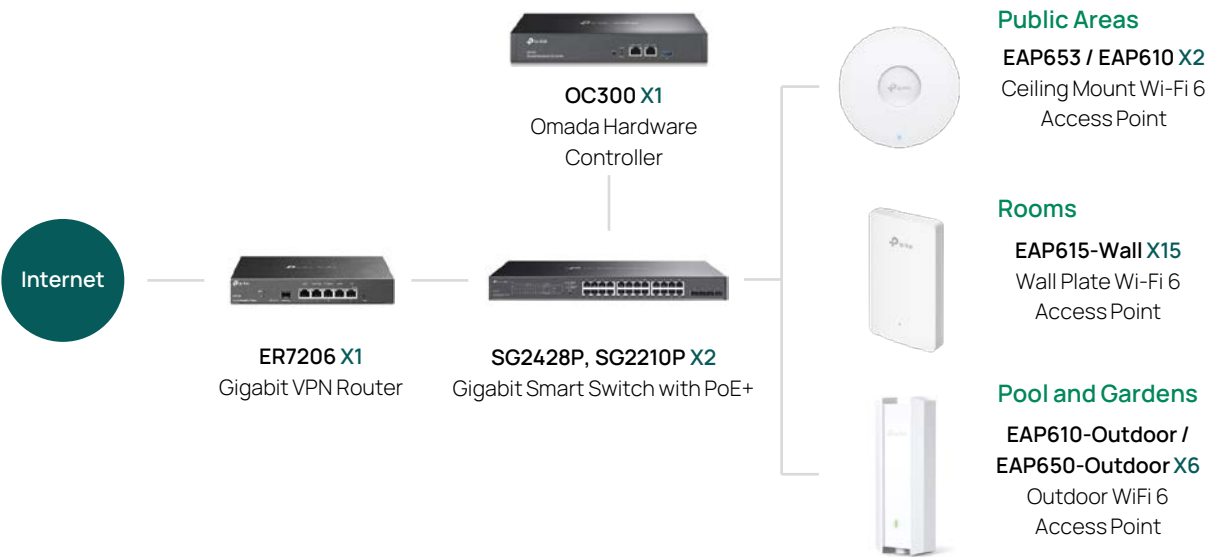 OC300 X1
Omada Hardware
Controller
Internet
ER7206 X1
Gigabit VPN Router
SG2428P, SG2210P X2
Gigabit Smart Switch with PoE+
Public Areas
EAP653 / EAP610 X2
Ceiling Mount Wi-Fi 6
Access Point
Rooms
EAP615-Wall X15
Wall Plate Wi-Fi 6
Access Point
Pool and Gardens
EAP610-Outdoor /
EAP650-Outdoor X6
Outdoor WiFi 6
Access Point